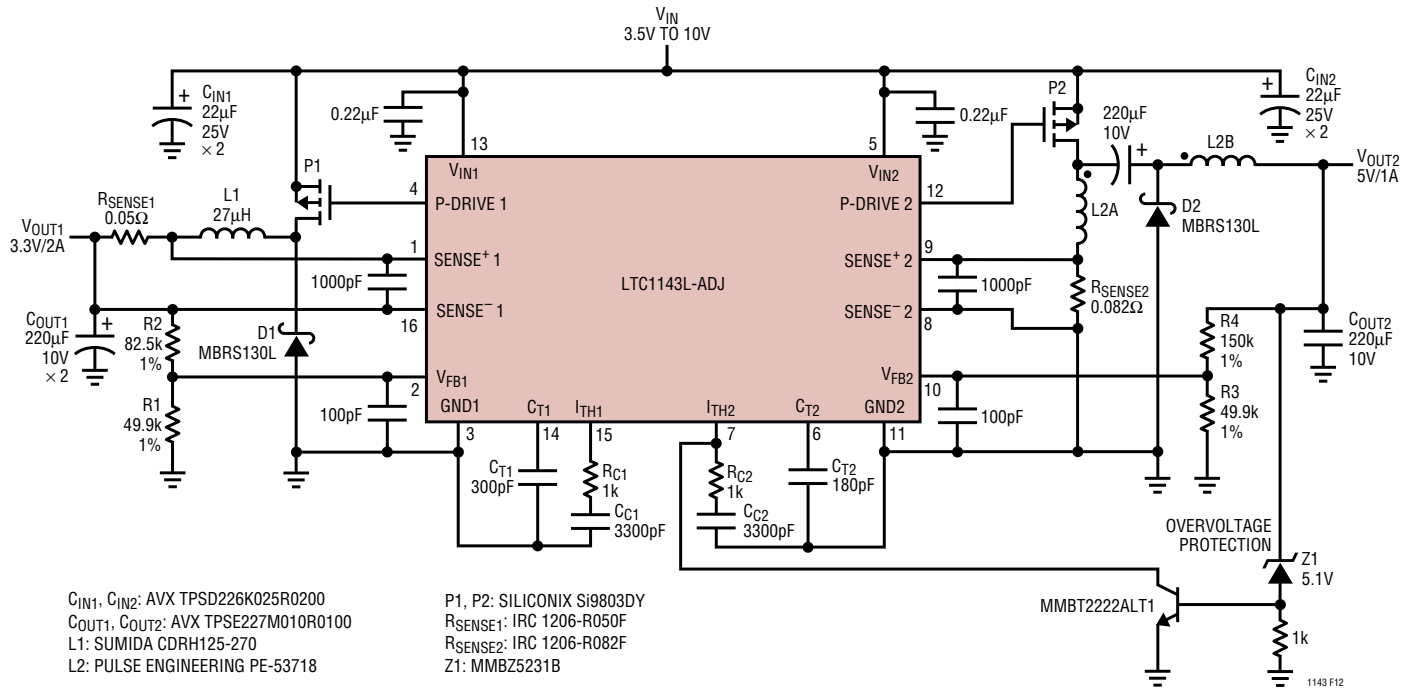 VIN
3.5V TO 10V
CIN1
22µF
25V
× 2
+
0.22µF
13
VIN1
5
VIN2
0.22µF
P2
220µF
10V
+
L2B
+
CIN2
22µF
25V
× 2
VOUT2
5V/1A
P1
4
P-DRIVE 1
12
P-DRIVE 2
L2A
D2
MBRS130L
RSENSE1
0.05Ω
L1
27µH
VOUT1
3.3V/2A
1
SENSE+ 1
1000pF
SENSE– 1
16
LTC1143L-ADJ
9
SENSE+ 2
1000pF
SENSE– 2
8
RSENSE2
0.082Ω
COUT1
220µF
10V
× 2
+
R2
82.5k
1%
D1
MBRS130L
R4
150k
1%
COUT2
220µF
10V
VFB1
2
100pF
VFB2
10
100pF
R1
49.9k
1%
R3
49.9k
1%
GND1
3
CT1
14
ITH1
15
ITH2
7
CT2
6
GND2
11
CT1
300pF
RC1
1k
CC1
3300pF
RC2
1k
CC2
3300pF
CT2
180pF
OVERVOLTAGE
PROTECTION
Z1
5.1V
MMBT2222ALT1
1k
CIN1, CIN2: AVX TPSD226K025R0200
COUT1, COUT2: AVX TPSE227M010R0100
L1: SUMIDA CDRH125-270
L2: PULSE ENGINEERING PE-53718
P1, P2: SILICONIX Si9803DY
RSENSE1: IRC 1206-R050F
RSENSE2: IRC 1206-R082F
Z1: MMBZ5231B
1143 F12